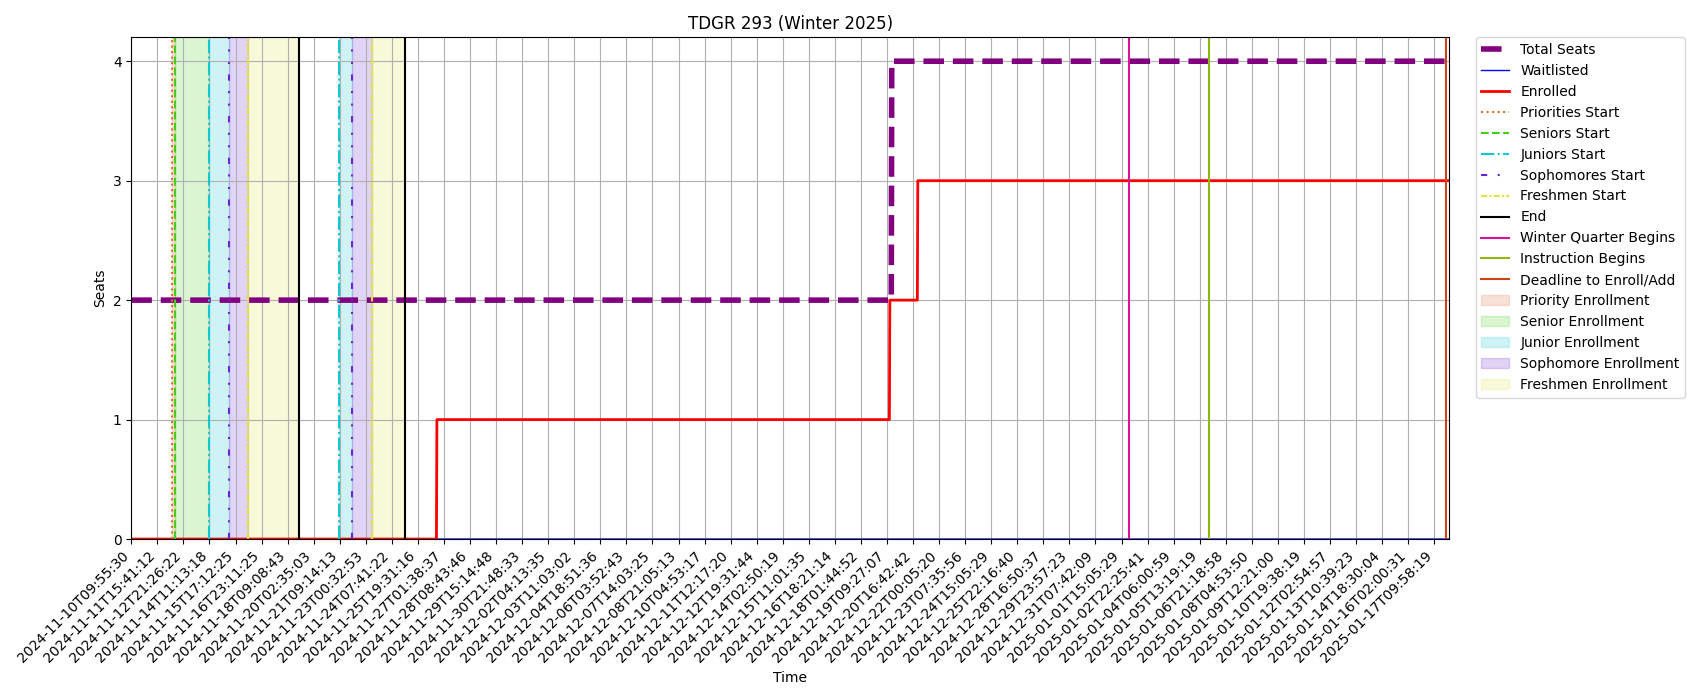 TDGR 293 (Winter 2025)
Seats
4
3
2
1
0
2024-11-10T09:55:30
2024-11-11T15:41:12
2024-11-12T21:26:22
2024-11-14T11:13:18
2024-11-15T17:12:25
2024-11-16T23:11:25
2024-11-18T09:08:43
2024-11-20T02:35:03
2024-11-21T09:14:13
2024-11-23T00:32:53
2024-11-24T07:41:22
2024-11-25T19:31:16
2024-11-27T01:38:37
2024-11-28T08:43:46
2024-11-29T15:14:48
2024-11-30T21:48:33
2024-12-02T04:13:35
2024-12-03T11:03:02
2024-12-04T18:51:36
2024-12-06T03:52:43
2024-12-07T14:03:25
2024-12-08T21:05:13
2024-12-10T04:53:17
2024-12-11T12:17:20
2024-12-12T19:31:44
2024-12-14T02:50:19
2024-12-15T11:01:35
2024-12-16T18:21:14
2024-12-18T01:44:52
2024-12-19T09:27:07
2024-12-20T16:42:42
2024-12-22T00:05:20
2024-12-23T07:35:56
2024-12-24T15:05:29
2024-12-25T22:16:40
2024-12-28T16:50:37
2024-12-29T23:57:23
2024-12-31T07:42:09
2025-01-01T15:05:29
2025-01-02T22:25:41
2025-01-04T06:00:59
2025-01-05T13:19:19
2025-01-06T21:18:58
2025-01-08T04:53:50
2025-01-09T12:21:00
2025-01-10T19:38:19
2025-01-12T02:54:57
2025-01-13T10:39:23
2025-01-14T18:30:04
2025-01-16T02:00:31
2025-01-17T09:58:19
Time
Total Seats
Waitlisted
Enrolled
Priorities Start
Seniors Start
Juniors Start
Sophomores Start
Freshmen Start
End
Winter Quarter Begins
Instruction Begins
Deadline to Enroll/Add
Priority Enrollment
Senior Enrollment
Junior Enrollment
Sophomore Enrollment
Freshmen Enrollment